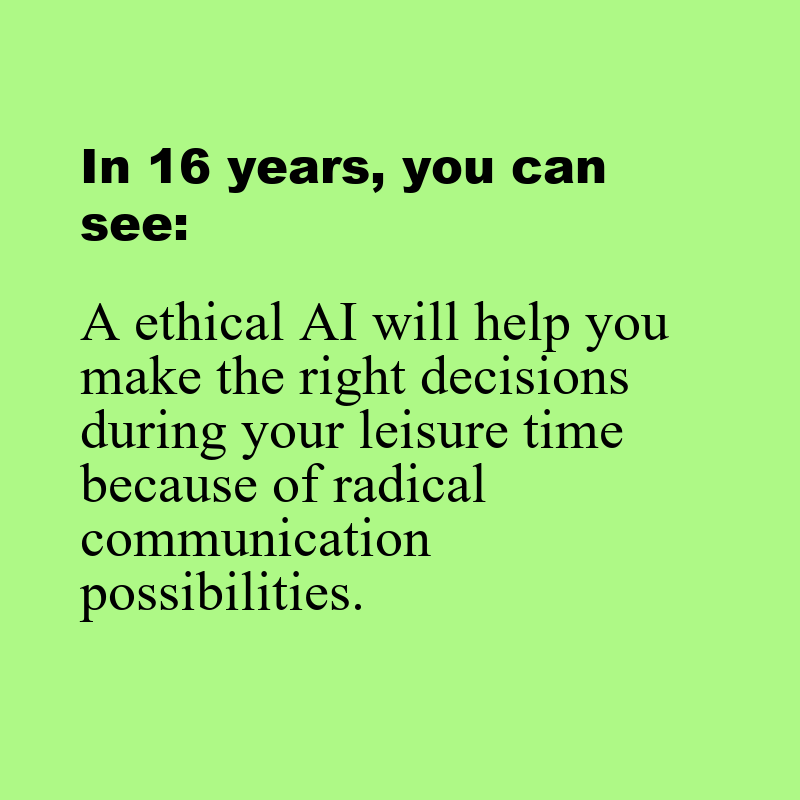 In 16 years, you can
see:
A ethical AI will help you
make the right decisions
during your leisure time
because of radical
communication
possibilities.